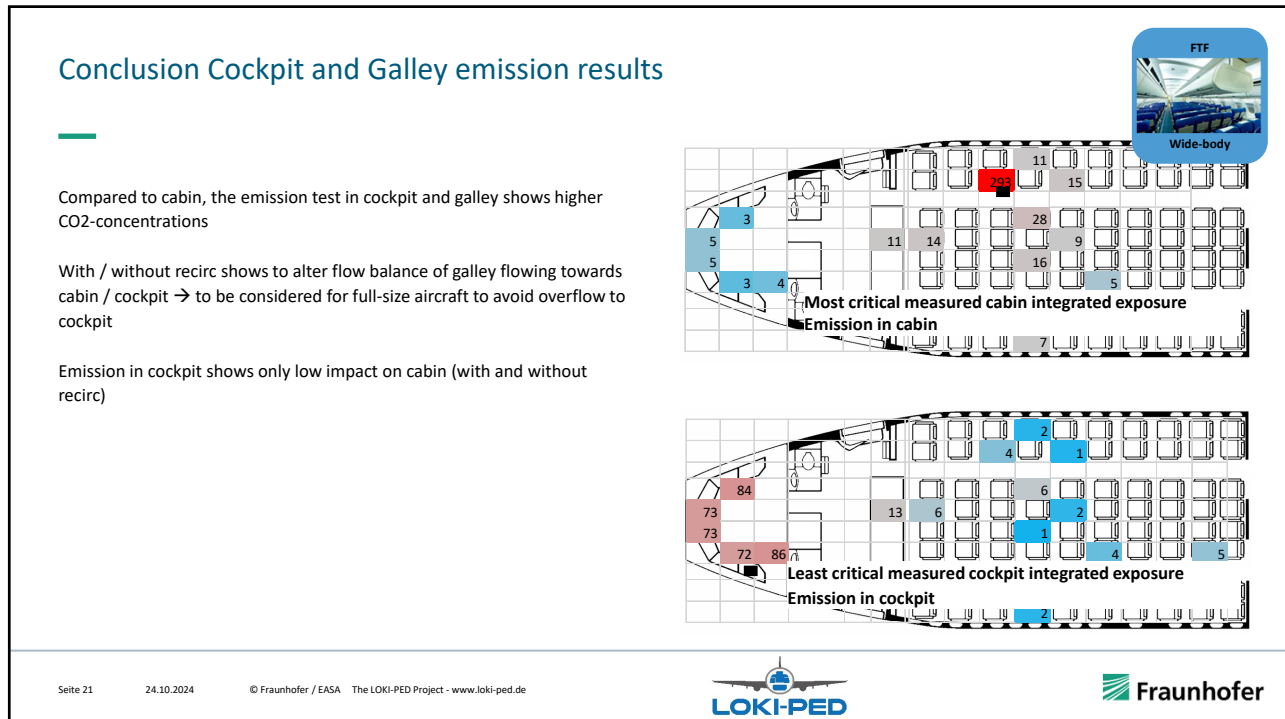 Conclusion Cockpit and Galley emission results
FTF
Wide-body
Compared to cabin, the emission test in cockpit and galley shows higher
CO2-concentrations
With / without recirc shows to alter flow balance of galley flowing towards
cabin / cockpit → to be considered for full-size aircraft to avoid overflow to
cockpit
Emission in cockpit shows only low impact on cabin (with and without
recirc)
11
293
15
3
28
5
11
14
9
5
16
3
4
5
Most critical measured cabin integrated exposure
Emission in cabin
7
2
4
1
84
6
73
13
6
2
73
1
72
86
4
5
Least critical measured cockpit integrated exposure
Emission in cockpit
2
Seite 21 24.10.2024 © Fraunhofer / EASA The LOKI-PED Project - www.loki-ped.de
LOKI-PED
Fraunhofer